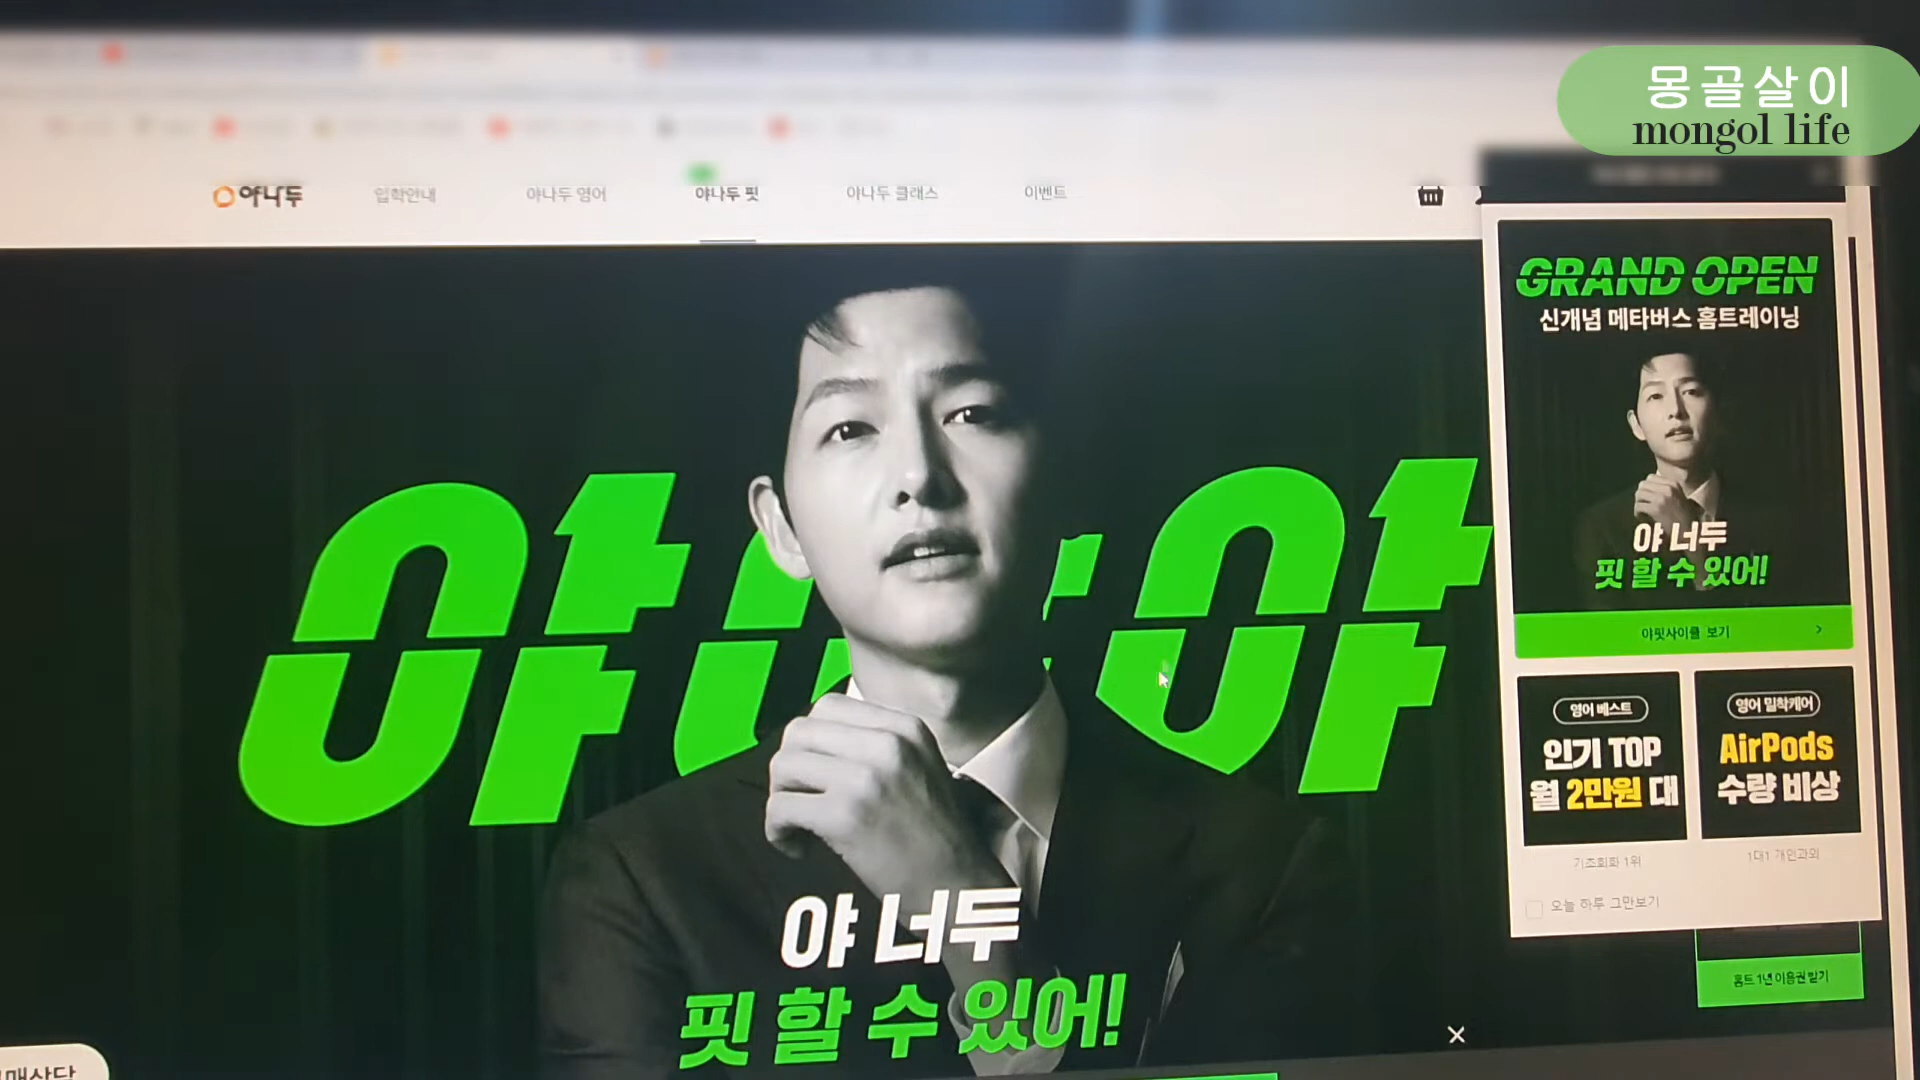 몽골살이
mongol life
야나두
입학안내
야나두 영어
야나두 핏
야나두 클래스
이벤트
야 너두
핏 할 수 있어!
GRAND OPEN
신개념 메타버스 홈트레이닝
야 너두
핏 할 수 있어!
야핏사이클 보기
영어 베스트
인기 TOP
월 2만원 대
기초회화 1위
영어 밀착케어
AirPods
수량 비상
1대1 개인과외
오늘 하루 그만보기
홈트 1년 이용권 받기